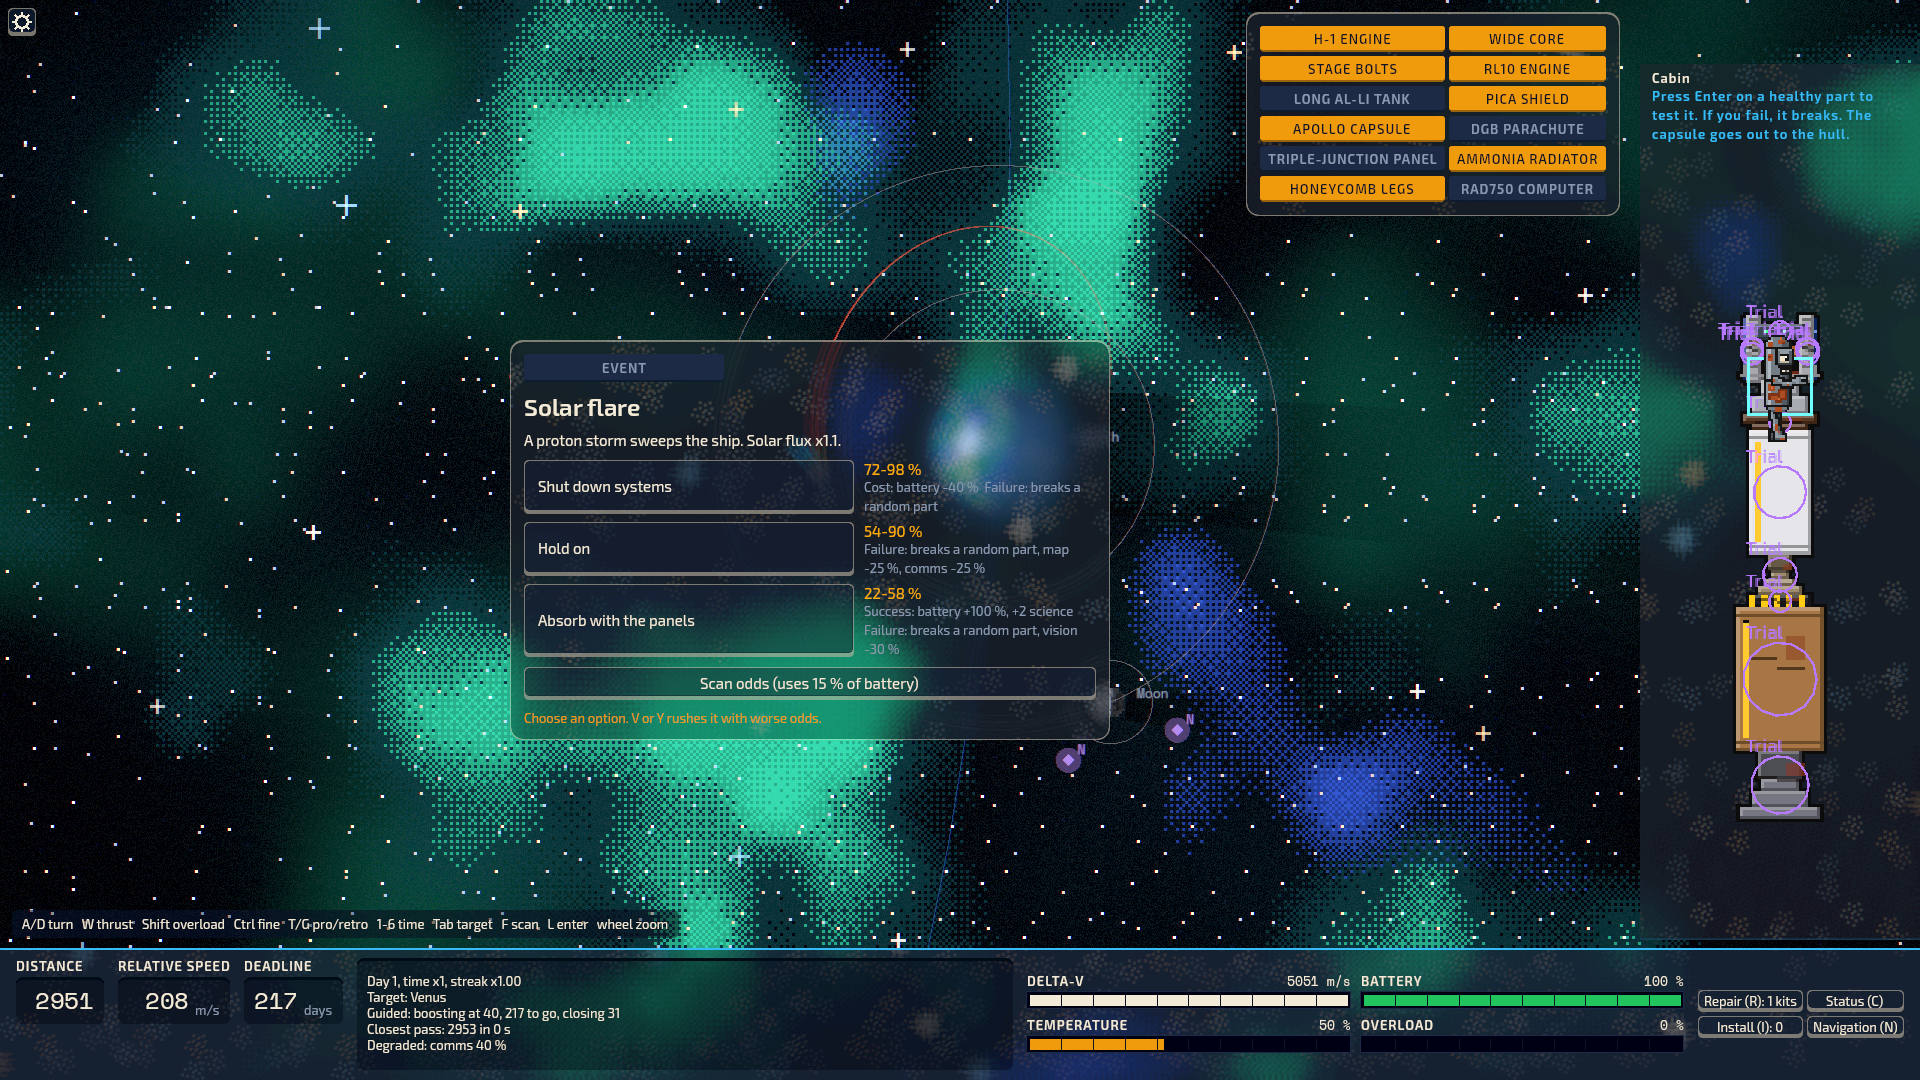 H-1 ENGINE
WIDE CORE
STAGE BOLTS
RL10 ENGINE
LONG AL-LI TANK
PICA SHIELD
APOLLO CAPSULE
DGB PARACHUTE
TRIPLE-JUNCTION PANEL
AMMONIA RADIATOR
HONEYCOMB LEGS
RAD750 COMPUTER
Cabin
Press Enter on a healthy part to
test it. If you fail, it breaks. The
capsule goes out to the hull.
Trial
Trial
Trial
Trial
Trial
Trial
EVENT
Solar flare
A proton storm sweeps the ship. Solar flux x1.1.
Shut down systems
72-98 %
Cost: battery -40 % Failure: breaks a
random part
Hold on
54-90 %
Failure: breaks a random part, map
-25 %, comms -25 %
Absorb with the panels
22-58 %
Success: battery +100 %, +2 science
Failure: breaks a random part, vision
-30 %
Scan odds (uses 15 % of battery)
Choose an option. V or Y rushes it with worse odds.
h
Moon
N
N
A/D turn W thrust Shift overload Ctrl fine T/G pro/retro 1-6 time Tab target F scan L enter wheel zoom
DISTANCE
2951
RELATIVE SPEED
208 m/s
DEADLINE
217 days
Day 1, time x1, streak x1.00
Target: Venus
Guided: boosting at 40, 217 to go, closing 31
Closest pass: 2953 in 0 s
Degraded: comms 40 %
DELTA-V 5051 m/s
BATTERY 100 %
TEMPERATURE 50 %
OVERLOAD 0 %
Repair (R): 1 kits
Status (C)
Install (I): 0
Navigation (N)